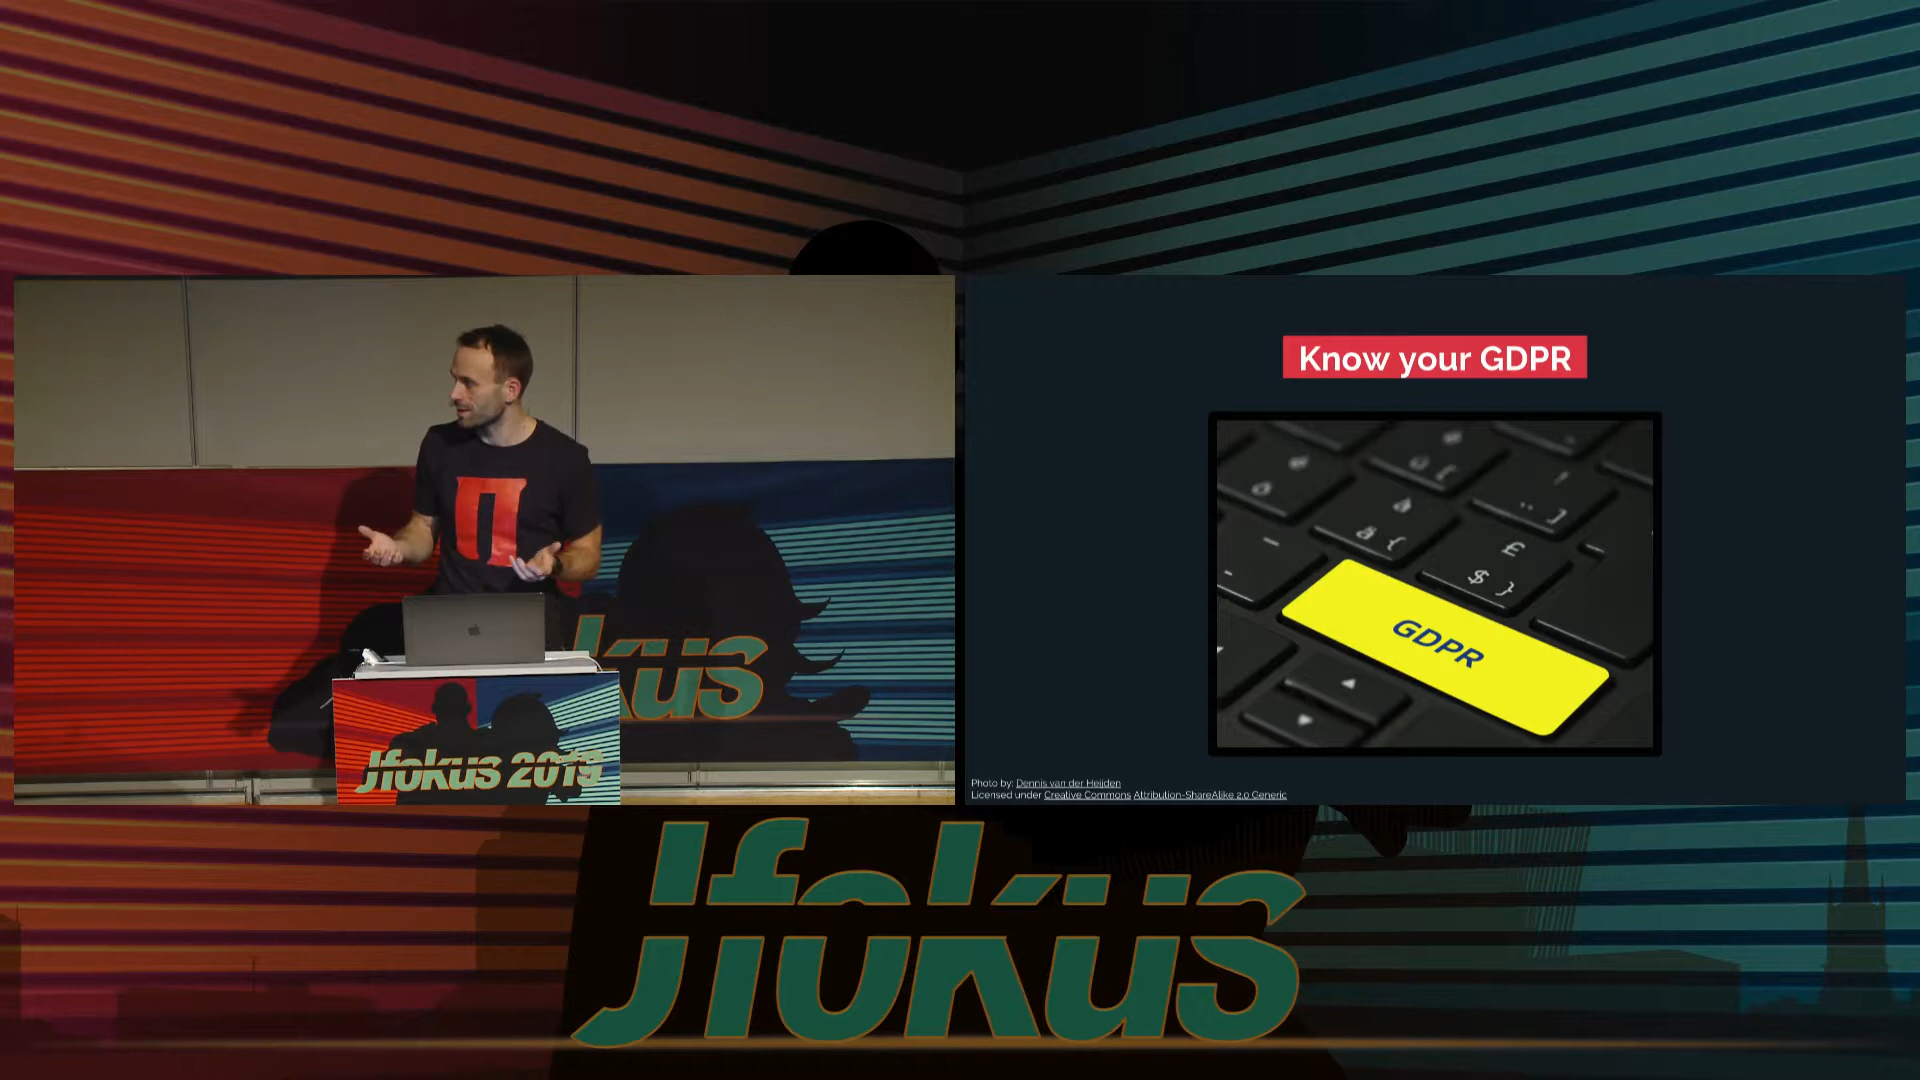 Know your GDPR
GDPR
Photo by: Dennis van der Heijden
Licensed under Creative Commons Attribution-ShareAlike 2.0 Generic
kus
Jfokus 2019
Jfokus